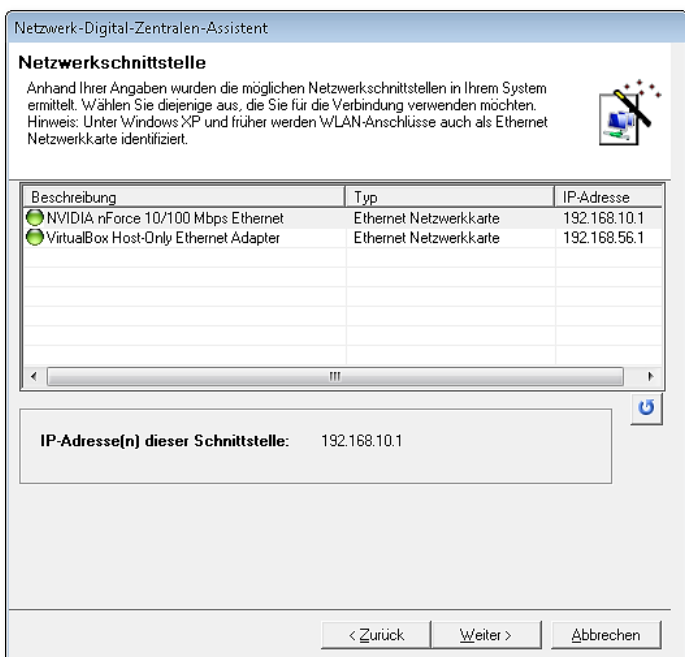 Netzwerk-Digital-Zentralen-Assistent
Netzwerkschnittstelle
Anhand Ihrer Angaben wurden die möglichen Netzwerkschnittstellen in Ihrem System
ermittelt. Wählen Sie diejenige aus, die Sie für die Verbindung verwenden möchten.
Hinweis: Unter Windows XP und früher werden WLAN-Anschlüsse auch als Ethernet
Netzwerkkarte identifiziert.
Beschreibung Typ IP-Adresse
NVIDIA nForce 10/100 Mbps Ethernet Ethernet Netzwerkkarte 192.168.10.1
VirtualBox Host-Only Ethernet Adapter Ethernet Netzwerkkarte 192.168.56.1
IP-Adresse(n) dieser Schnittstelle: 192.168.10.1
< Zurück Weiter > Abbrechen